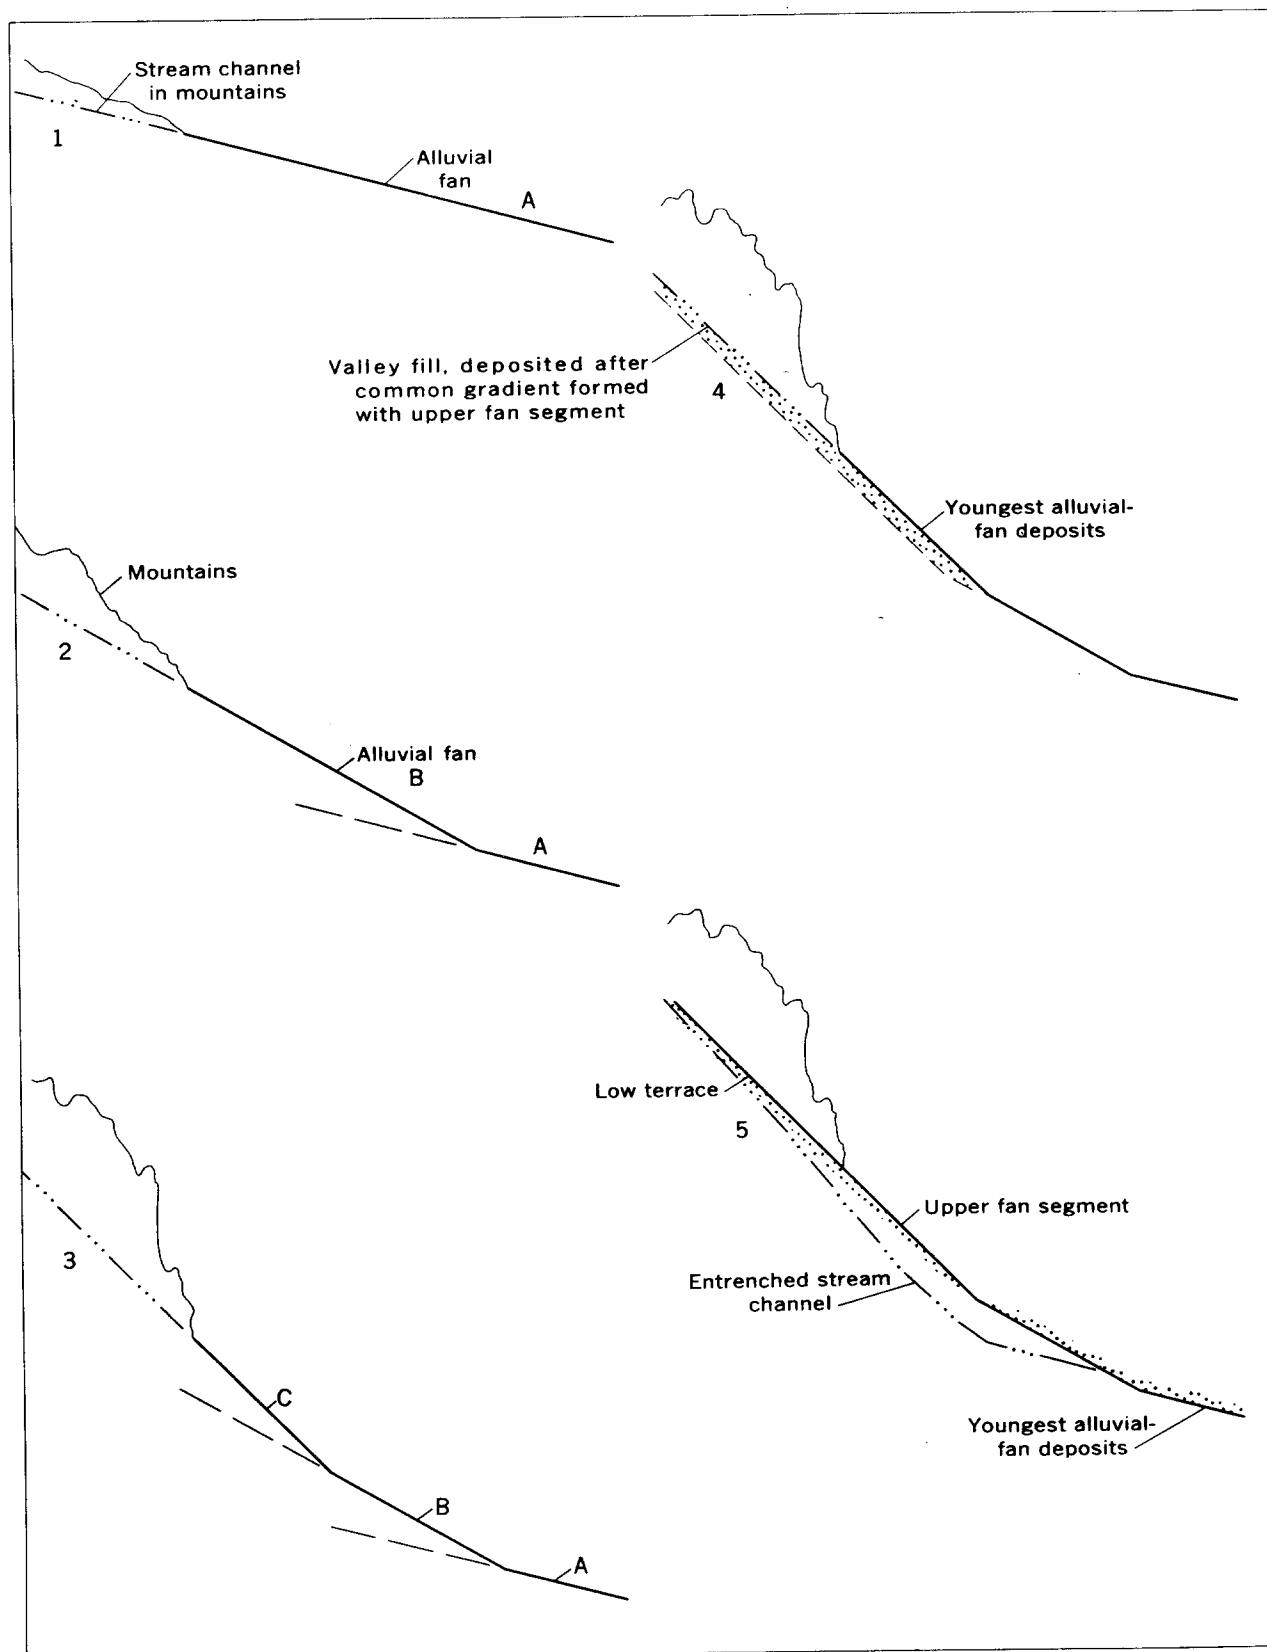 Stream channel
in mountains
1
Alluvial
fan
A
Valley fill, deposited after
common gradient formed
with upper fan segment
4
Youngest alluvial-
fan deposits
Mountains
2
Alluvial fan
B
A
Low terrace
5
Upper fan segment
Entrenched stream
channel
Youngest alluvial-
fan deposits
3
C
B
A